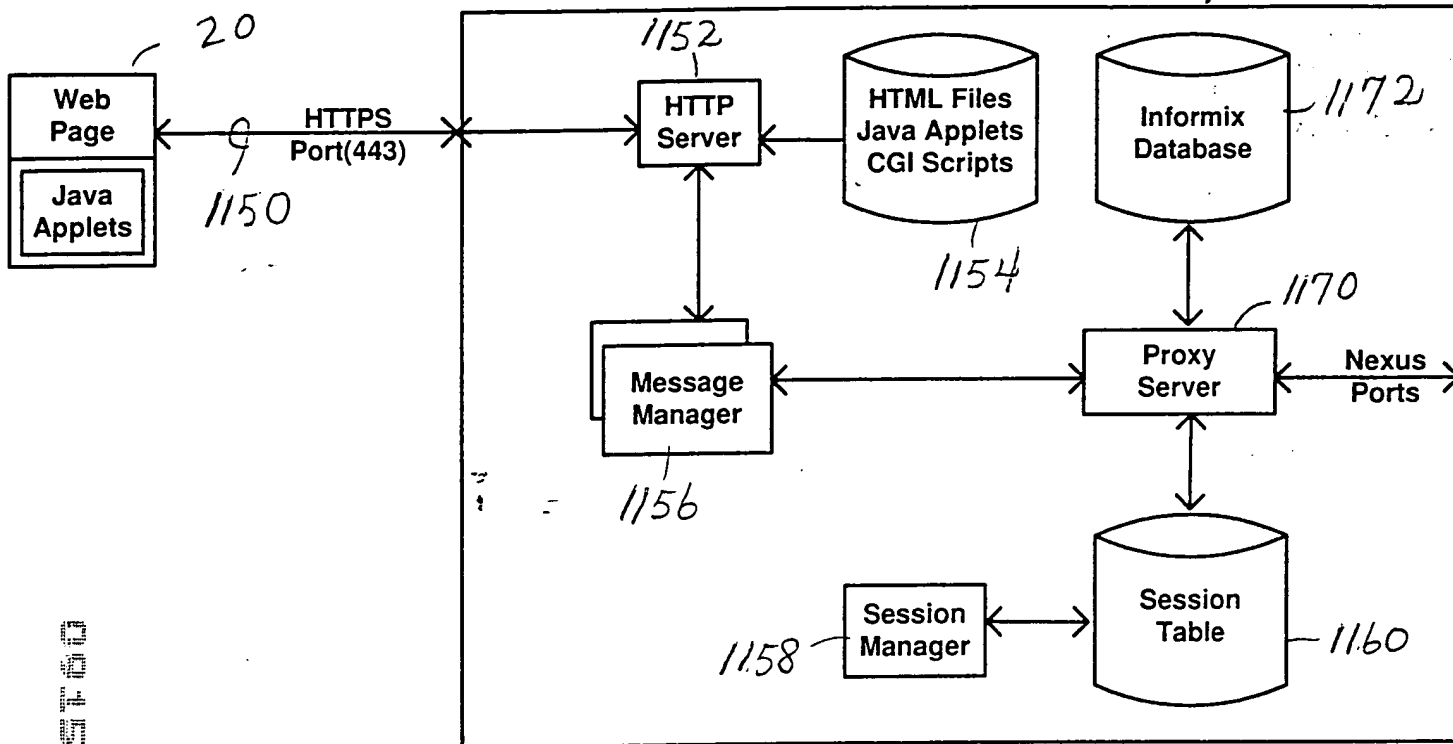 20
Web
Page
Java
Applets
HTTPS
Port(443)
1150
1152
HTTP
Server
HTML Files
Java Applets
CGI Scripts
1154
Informix
Database
1172
Message
Manager
1156
1170
Proxy
Server
Nexus
Ports
Session
Manager
1158
Session
Table
1160